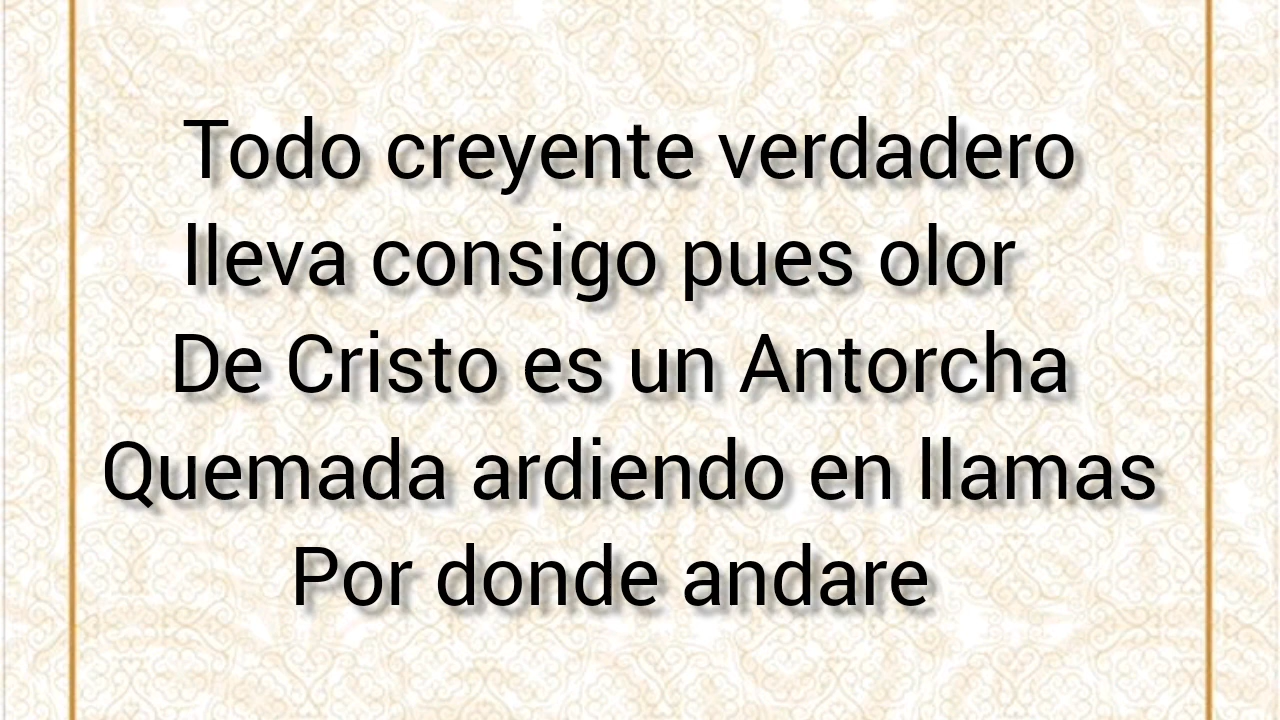 Todo creyente verdadero
lleva consigo pues olor
De Cristo es un Antorcha
Quemada ardiendo en llamas
Por donde andare